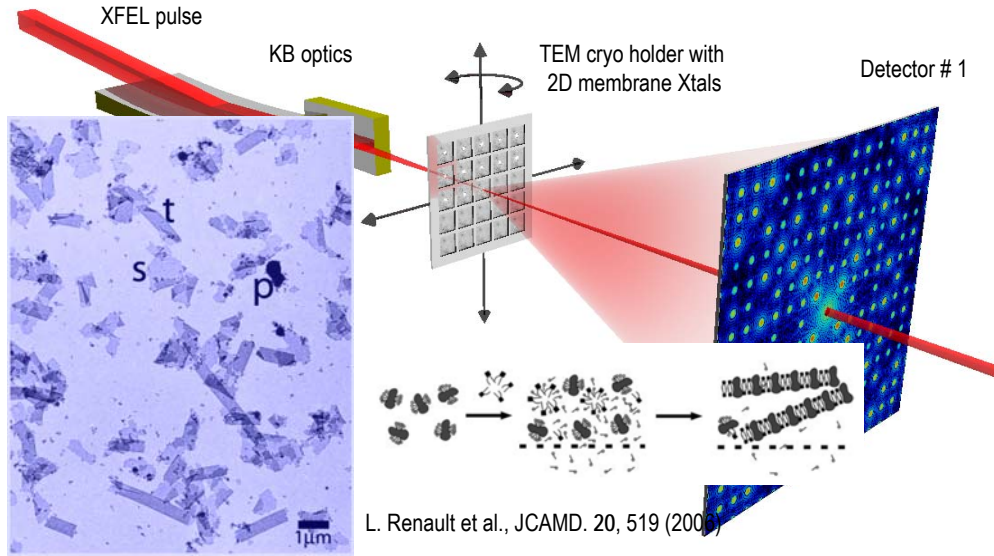 XFEL pulse
KB optics
TEM cryo holder with
2D membrane Xtals
Detector # 1
t
s
p
1µm
L. Renault et al., JCAMD. 20, 519 (2006)